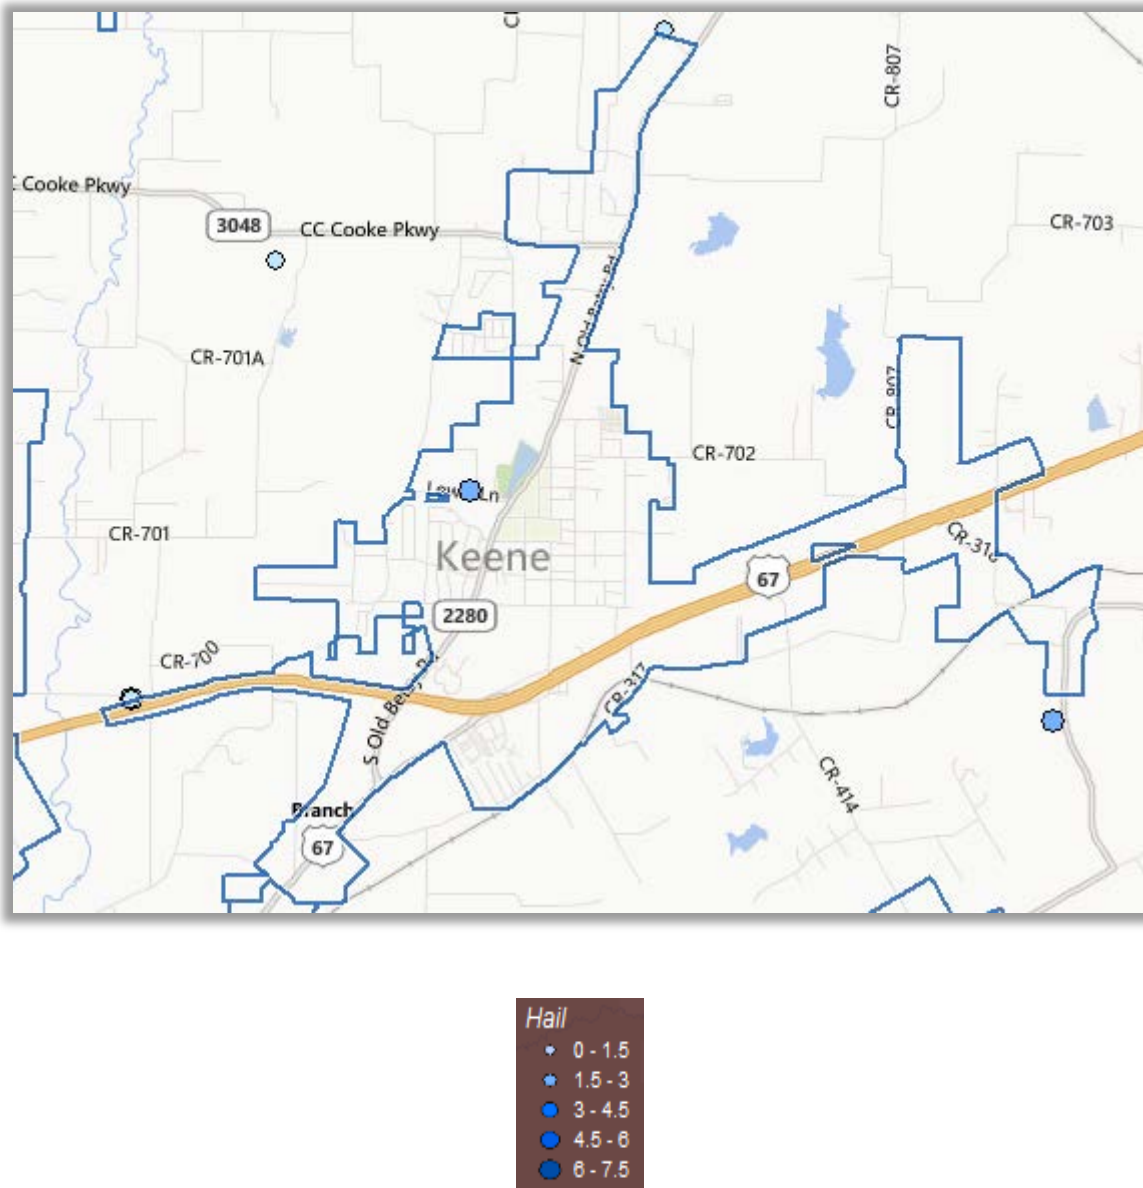 CR-807
C Cooke Pkwy
3048
CC Cooke Pkwy
CR-703
N Old Betsy Rd
CR-701A
CR-807
CR-702
Ln
CR-701
CR-316
Keene
67
2280
CR-700
CR-317
S Old Betsy Rd
CR-414
Branch
67
Hail
0 - 1.5
1.5 - 3
3 - 4.5
4.5 - 6
6 - 7.5